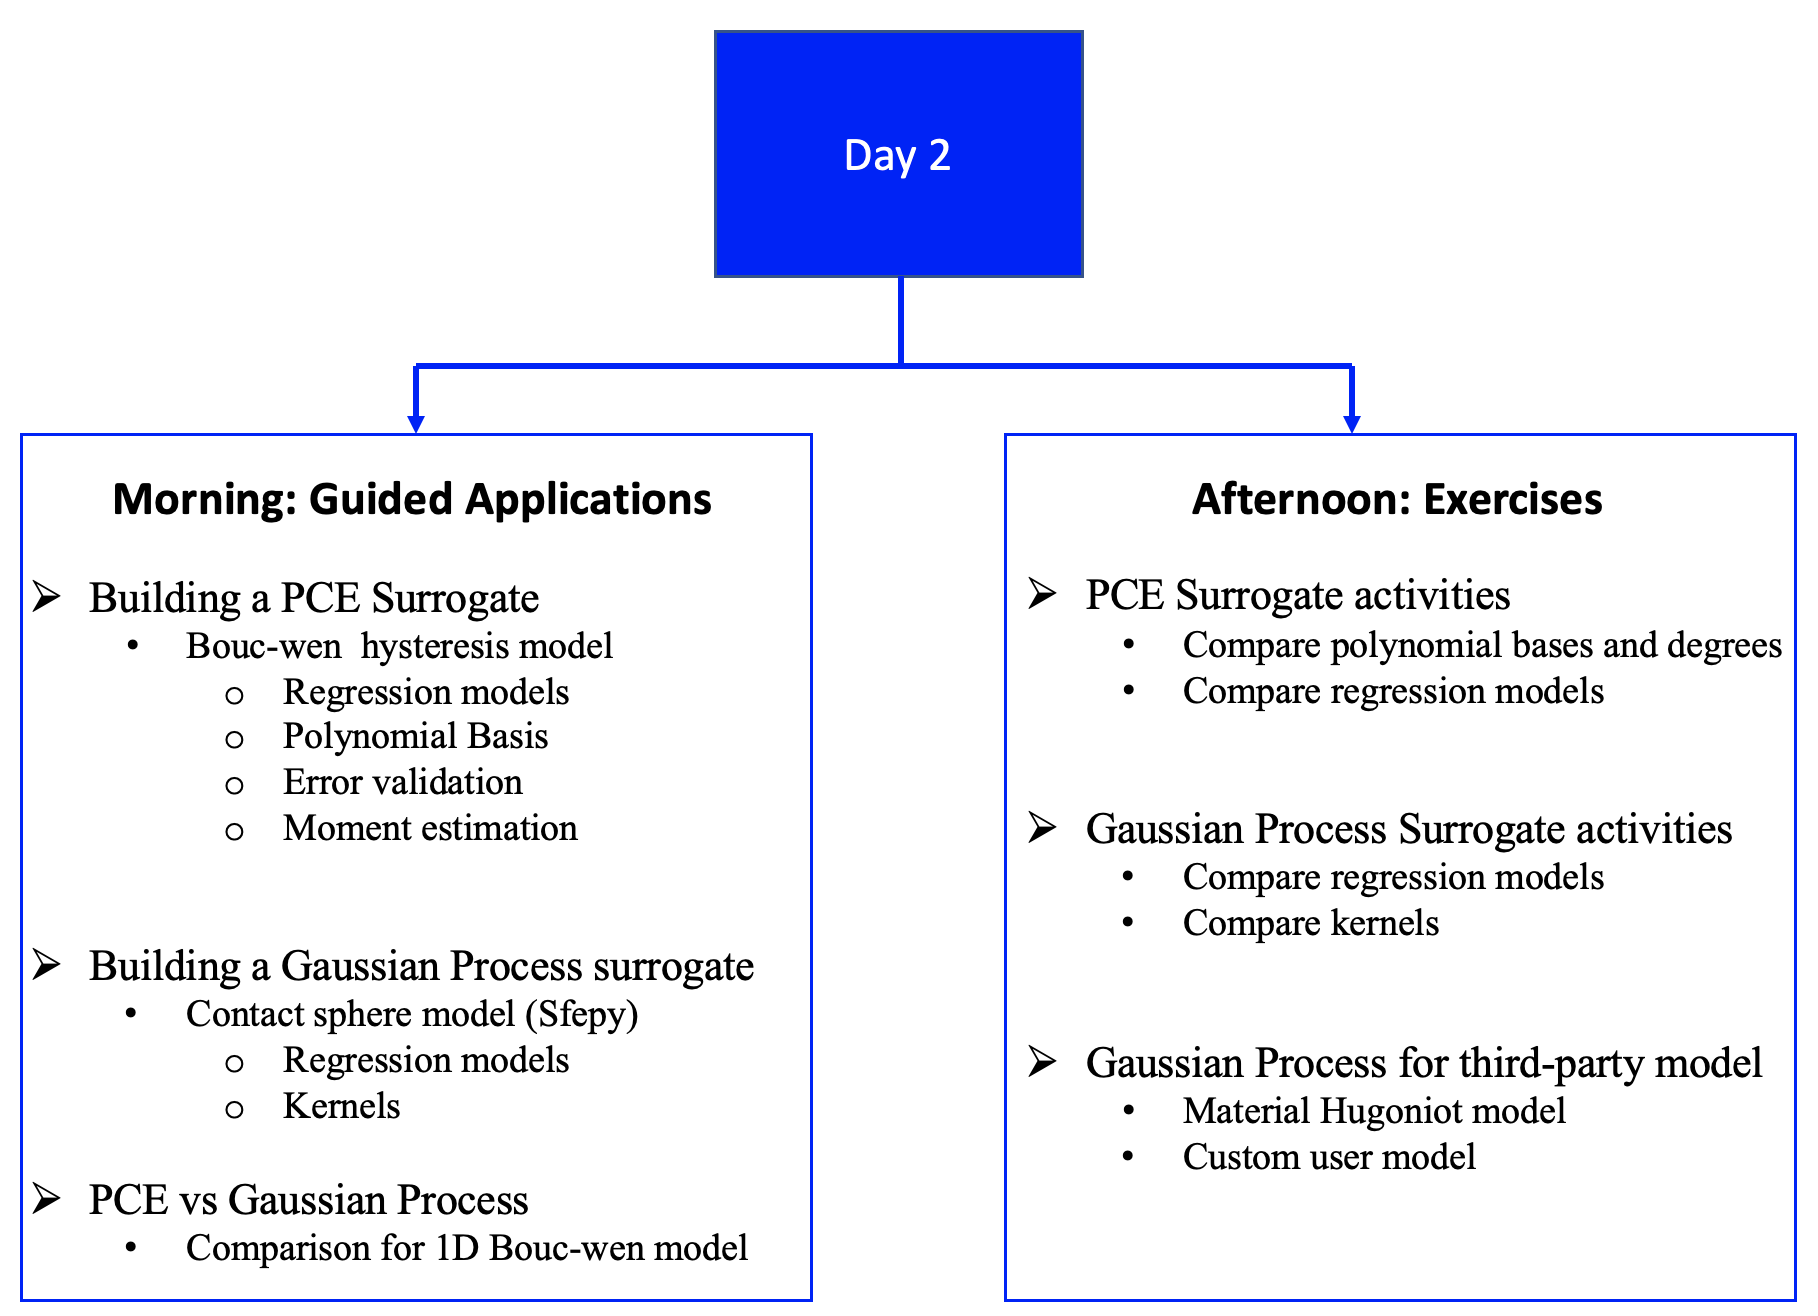 Day 2
Morning: Guided Applications
➢ Building a PCE Surrogate
• Bouc-wen  hysteresis model
o Regression models
o Polynomial Basis
o Error validation
o Moment estimation
➢ Building a Gaussian Process surrogate
• Contact sphere model (Sfepy)
o Regression models
o Kernels
➢ PCE vs Gaussian Process
• Comparison for 1D Bouc-wen model
Afternoon: Exercises
➢ PCE Surrogate activities
• Compare polynomial bases and degrees
• Compare regression models
➢ Gaussian Process Surrogate activities
• Compare regression models
• Compare kernels
➢ Gaussian Process for third-party model
• Material Hugoniot model
• Custom user model